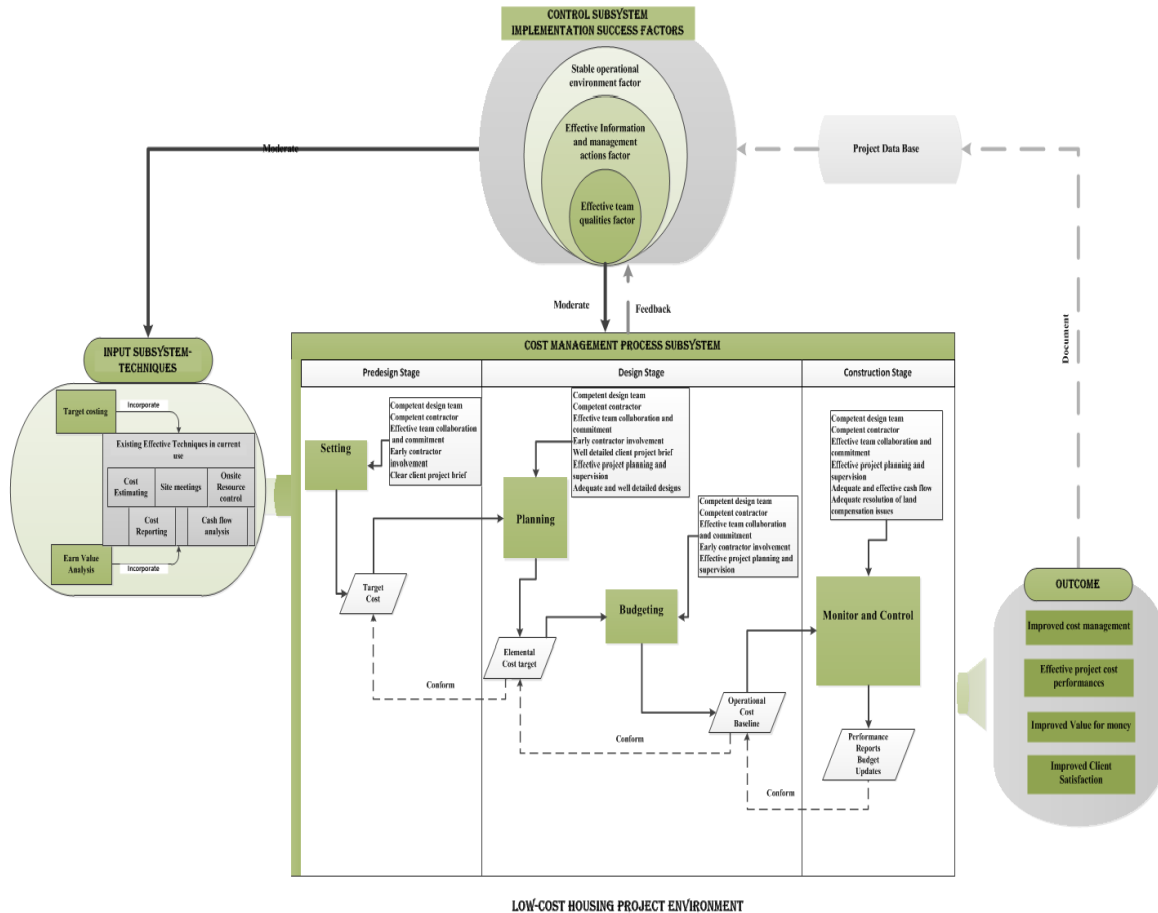 CONTROL SUBSYSTEM
IMPLEMENTATION SUCCESS FACTORS
Stable operational
environment factor
Effective Information
and management
actions factor
Effective team
qualities factor
Moderate
Project Data Base
Moderate
Feedback
Document
INPUT SUBSYSTEM-
TECHNIQUES
Target costing
Incorporate
Existing Effective Techniques in current
use
Cost
Estimating
Site meetings
Onsite
Resource
control
Cost
Reporting
Cash flow
analysis
Earn Value
Analysis
Incorporate
COST MANAGEMENT PROCESS SUBSYSTEM
Predesign Stage
Design Stage
Construction Stage
Competent design team
Competent contractor
Effective team collaboration
and commitment
Early contractor
involvement
Clear client project brief
Setting
Target
Cost
Competent design team
Competent contractor
Effective team collaboration and
commitment
Early contractor involvement
Well detailed client project brief
Effective project planning and
supervision
Adequate and well detailed designs
Planning
Elemental
Cost target
Conform
Competent design team
Competent contractor
Effective team collaboration
and commitment
Early contractor involvement
Effective project planning and
supervision
Budgeting
Operational
Cost
Baseline
Conform
Competent design team
Competent contractor
Effective team collaboration and
commitment
Effective project planning and
supervision
Adequate and effective cash flow
Adequate resolution of land
compensation issues
Monitor and Control
Performance
Reports
Budget
Updates
Conform
OUTCOME
Improved cost management
Effective project cost
performances
Improved Value for money
Improved Client
Satisfaction
LOW-COST HOUSING PROJECT ENVIRONMENT